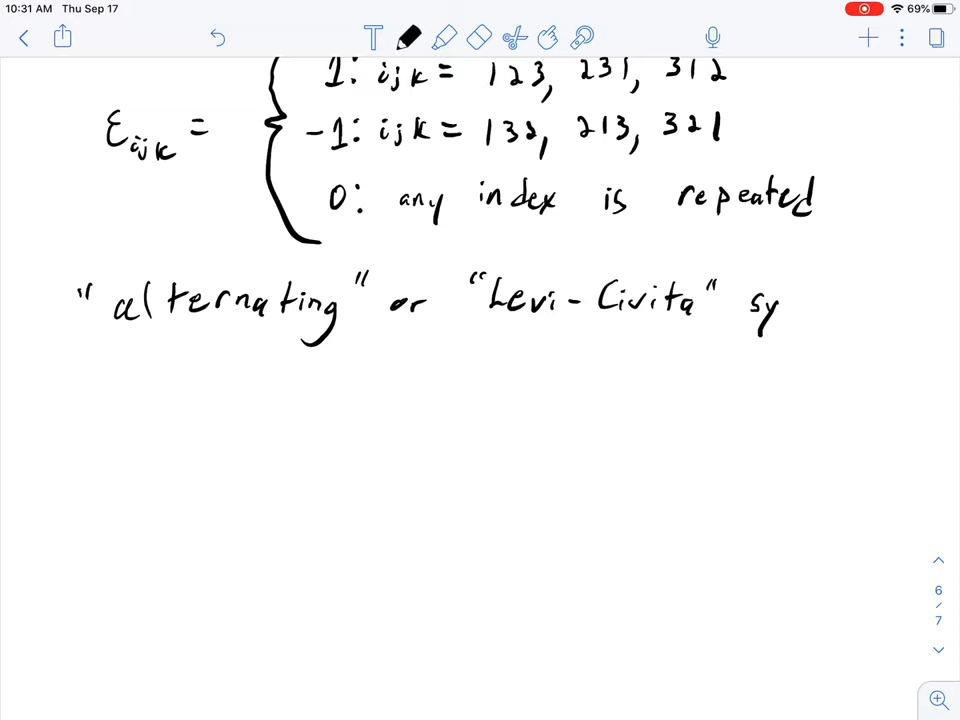 10:31 AM Thu Sep 17
69%
1: ijk = 123, 231, 312
εijk =
-1: ijk = 132, 213, 321
0: any index is repeated
"alternating" or "Levi-Civita" sy
6
/
7